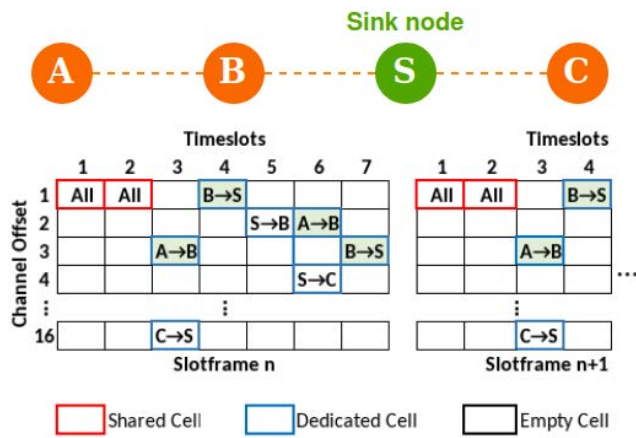 Sink node
A B S C
Timeslots Timeslots
1 2 3 4 5 6 7 1 2 3 4
Channel Offset
1 All All B→S All All B→S
2 S→B A→B
3 A→B B→S A→B
4 S→C ...
⋮ ⋮ ⋮
16 C→S C→S
Slotframe n Slotframe n+1
Shared Cell Dedicated Cell Empty Cell